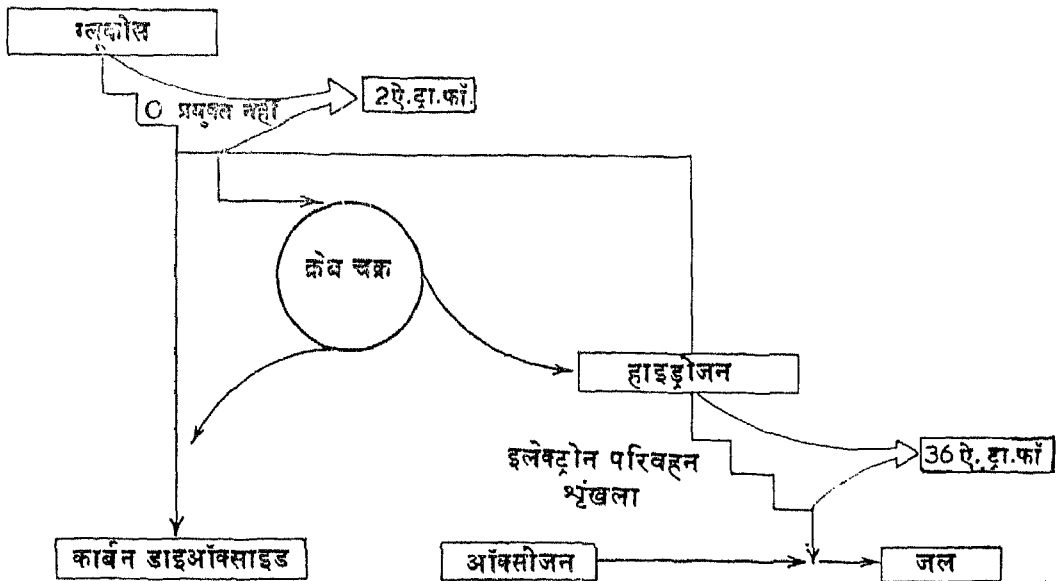 ग्लूकोस
2ऐ.ट्रा.फॉ.
O प्रयुक्त नहीं
क्रेब चक्र
हाइड्रोजन
इलेक्ट्रोन परिवहन
शृंखला
36 ऐ.ट्रा.फॉ
कार्बन डाइऑक्साइड
ऑक्सीजन
जल